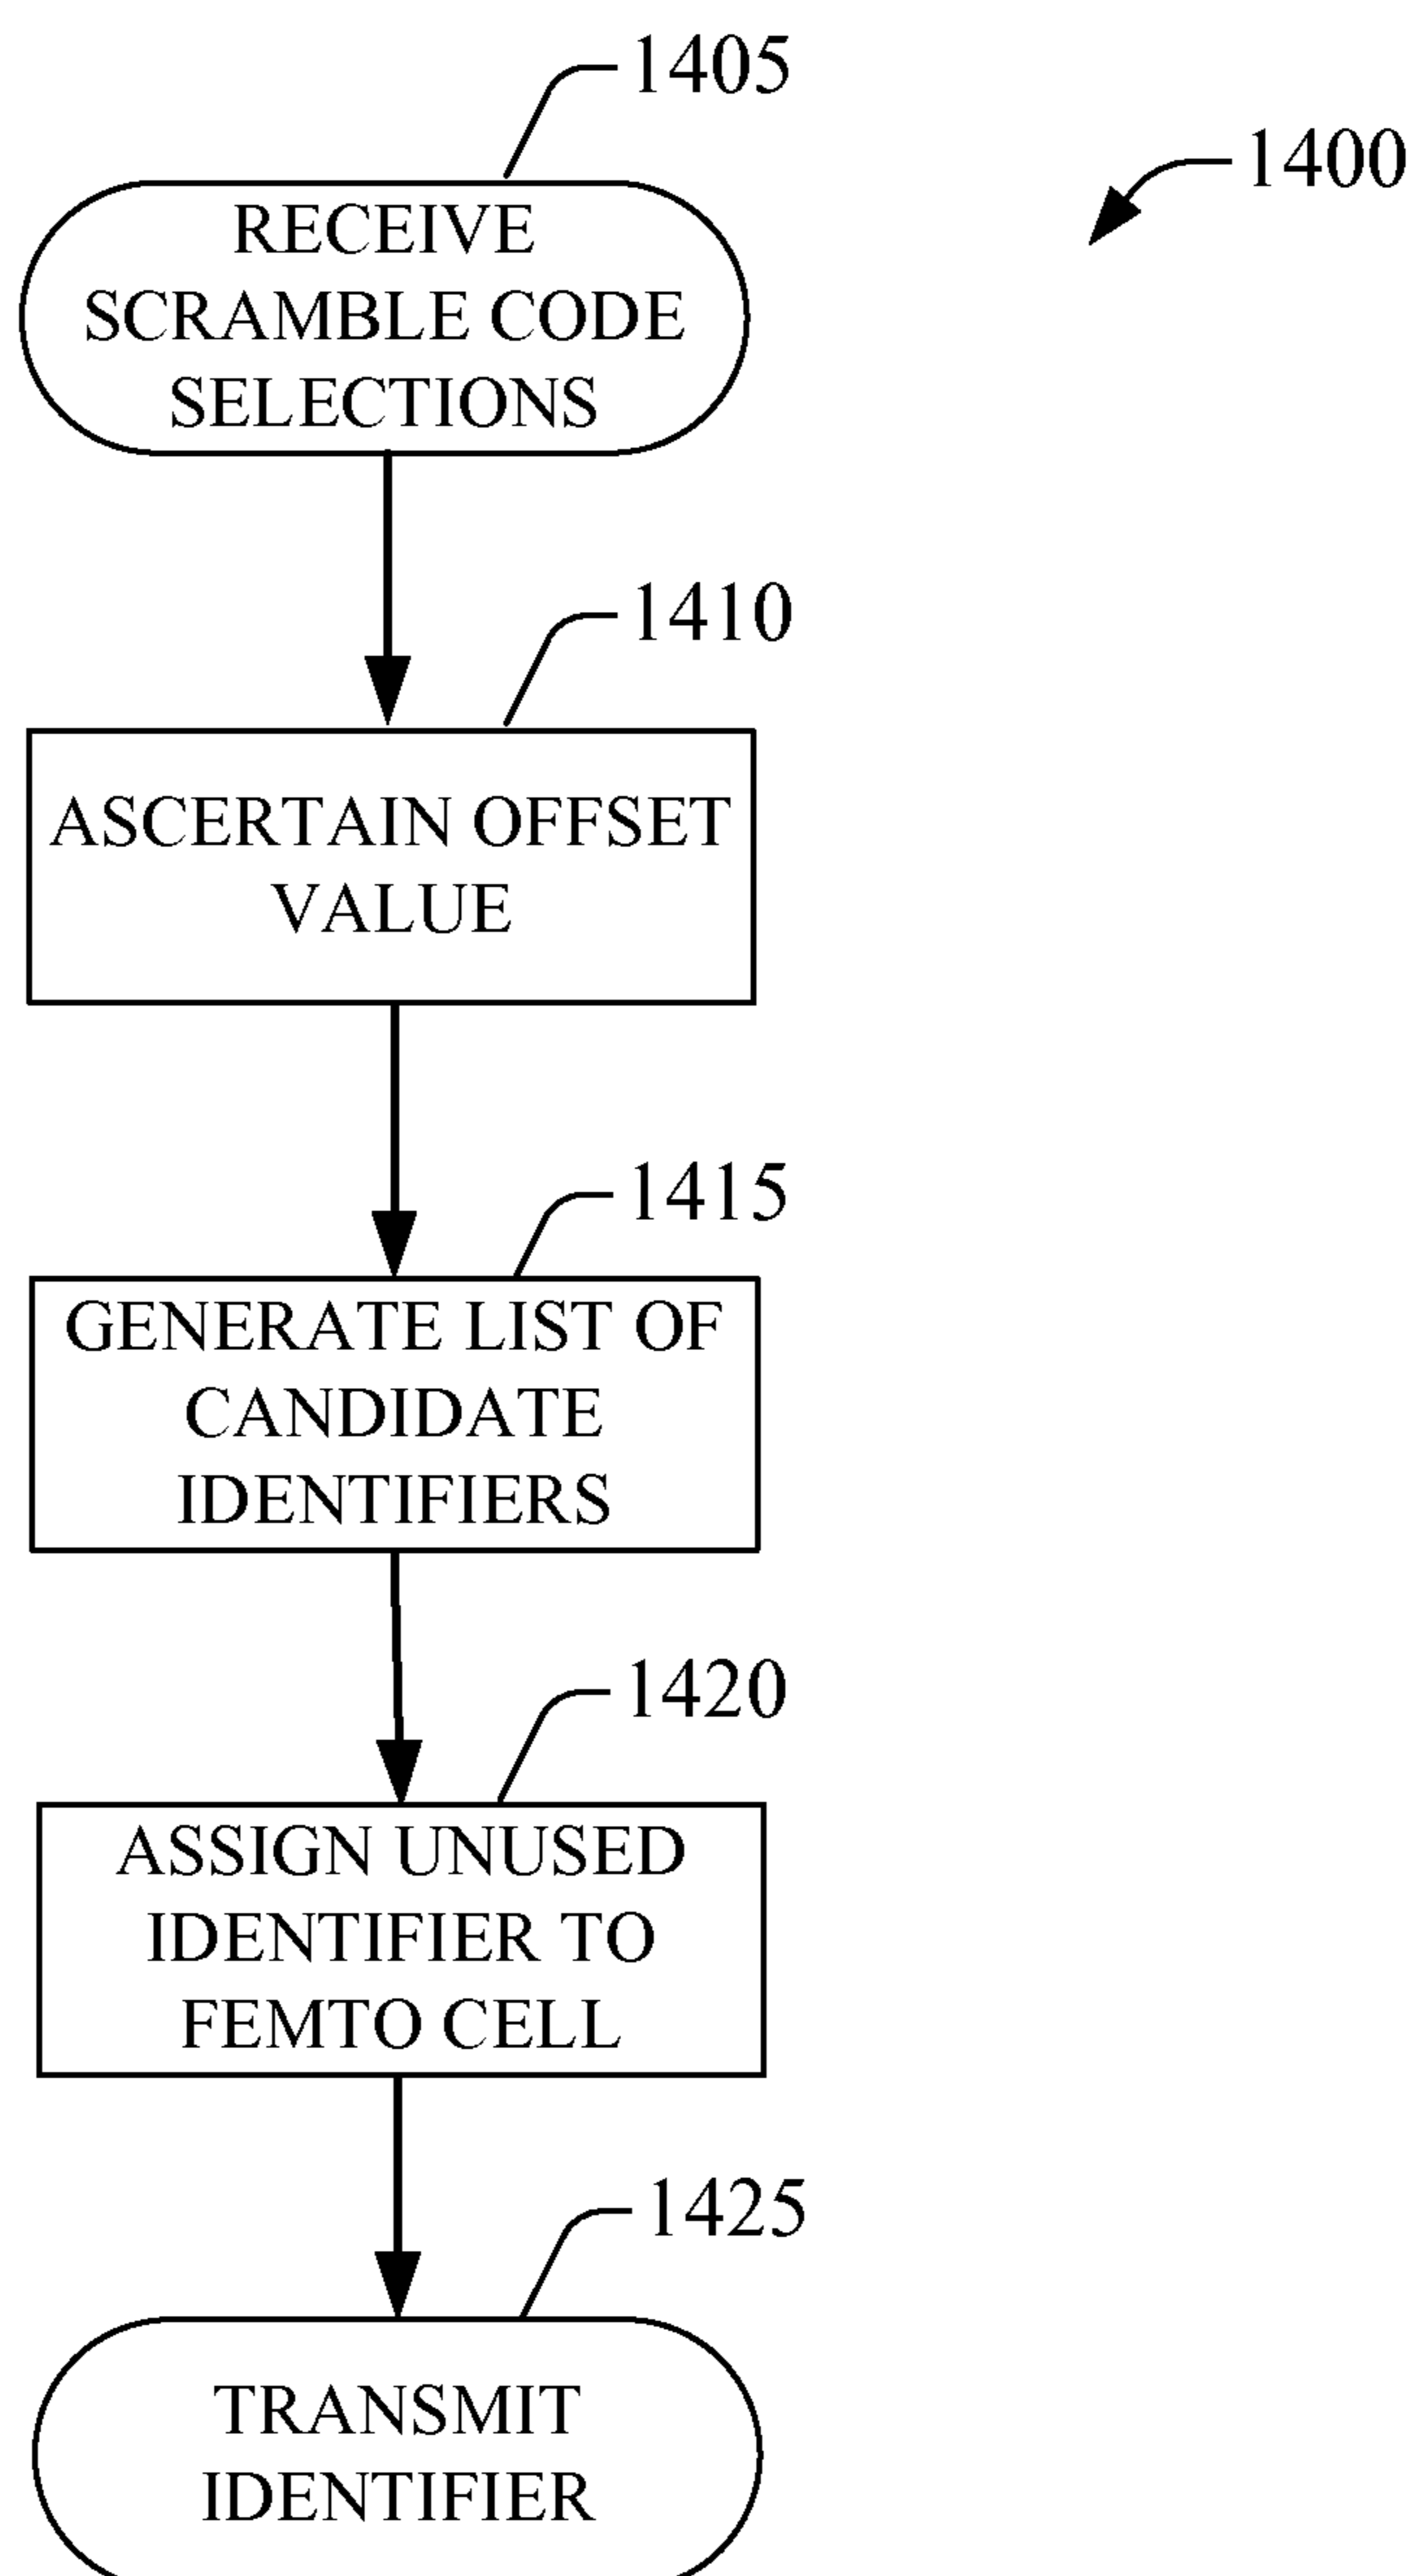 1405
1400
RECEIVE
SCRAMBLE CODE
SELECTIONS
1410
ASCERTAIN OFFSET
VALUE
1415
GENERATE LIST OF
CANDIDATE
IDENTIFIERS
1420
ASSIGN UNUSED
IDENTIFIER TO
FEMTO CELL
1425
TRANSMIT
IDENTIFIER